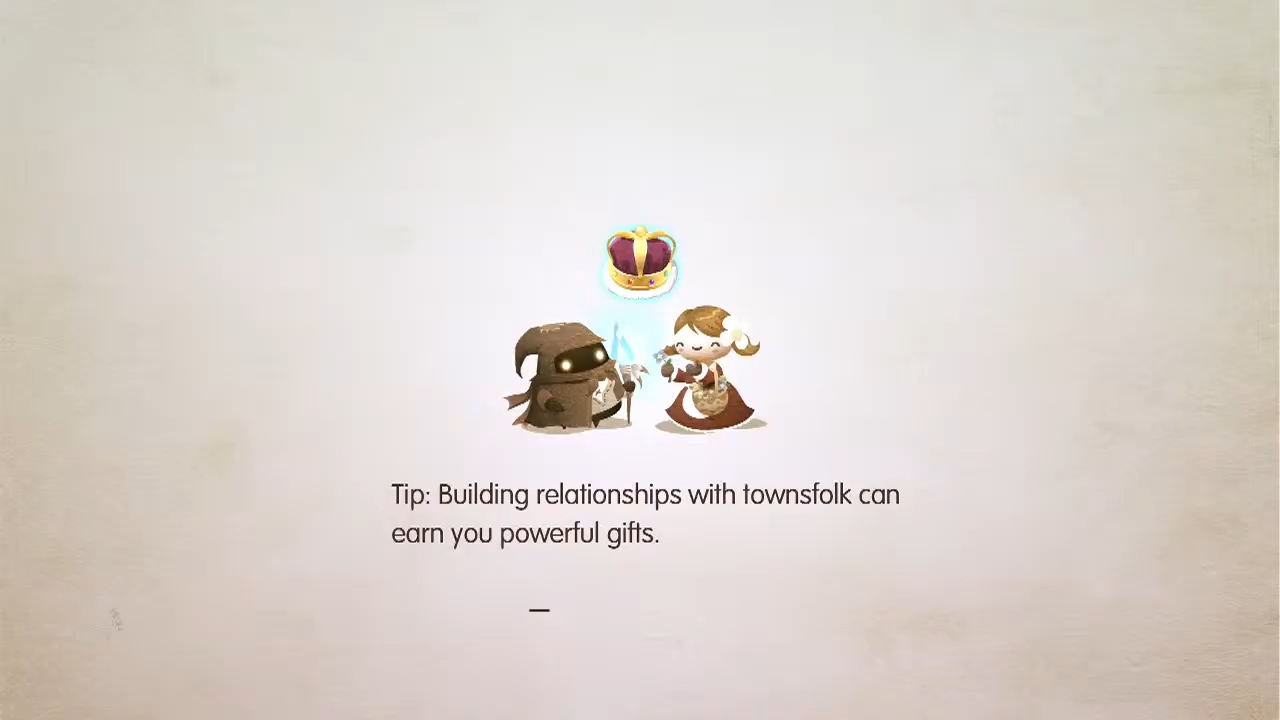 Tip: Building relationships with townsfolk can
earn you powerful gifts.